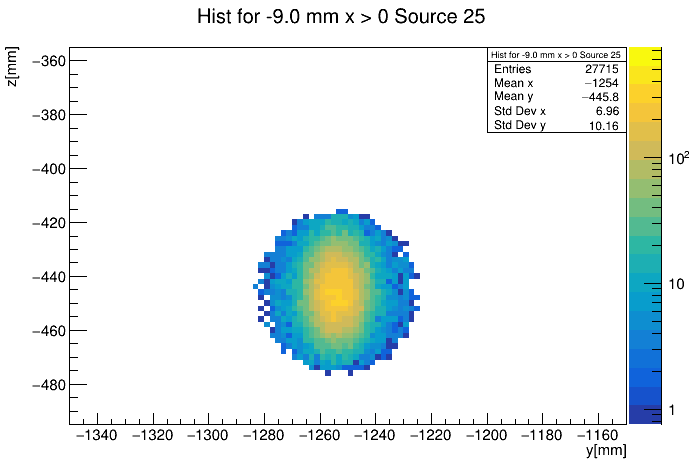 Hist for -9.0 mm x > 0 Source 25
z[mm]
Hist for -9.0 mm x > 0 Source 25
Entries 27715
Mean x −1254
Mean y −445.8
Std Dev x 6.96
Std Dev y 10.16
−360
−380
−400
−420
−440
−460
−480
10²
10
1
−1340 −1320 −1300 −1280 −1260 −1240 −1220 −1200 −1180 −1160
y[mm]